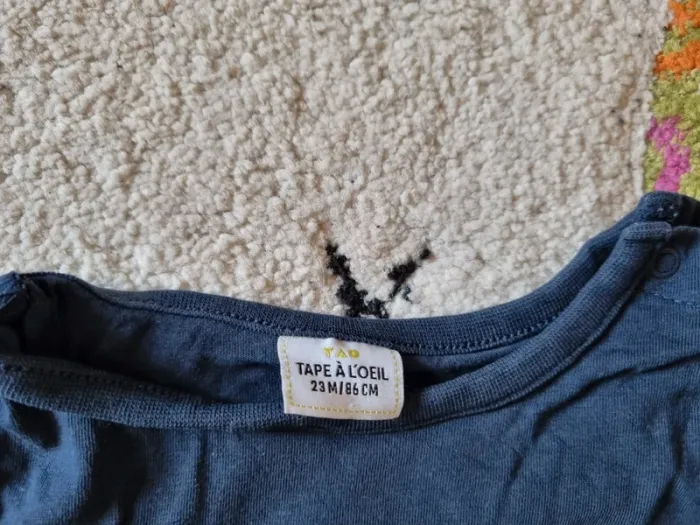 TAO
TAPE À L'OEIL
23 M/86 CM